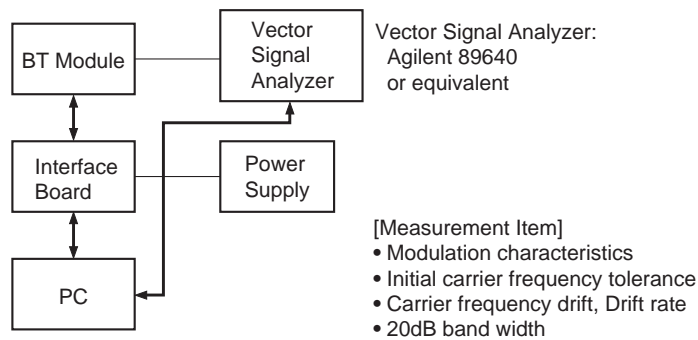 BT Module
Vector
Signal
Analyzer
Vector Signal Analyzer:
Agilent 89640
or equivalent
Interface
Board
Power
Supply
PC
[Measurement Item]
• Modulation characteristics
• Initial carrier frequency tolerance
• Carrier frequency drift, Drift rate
• 20dB band width